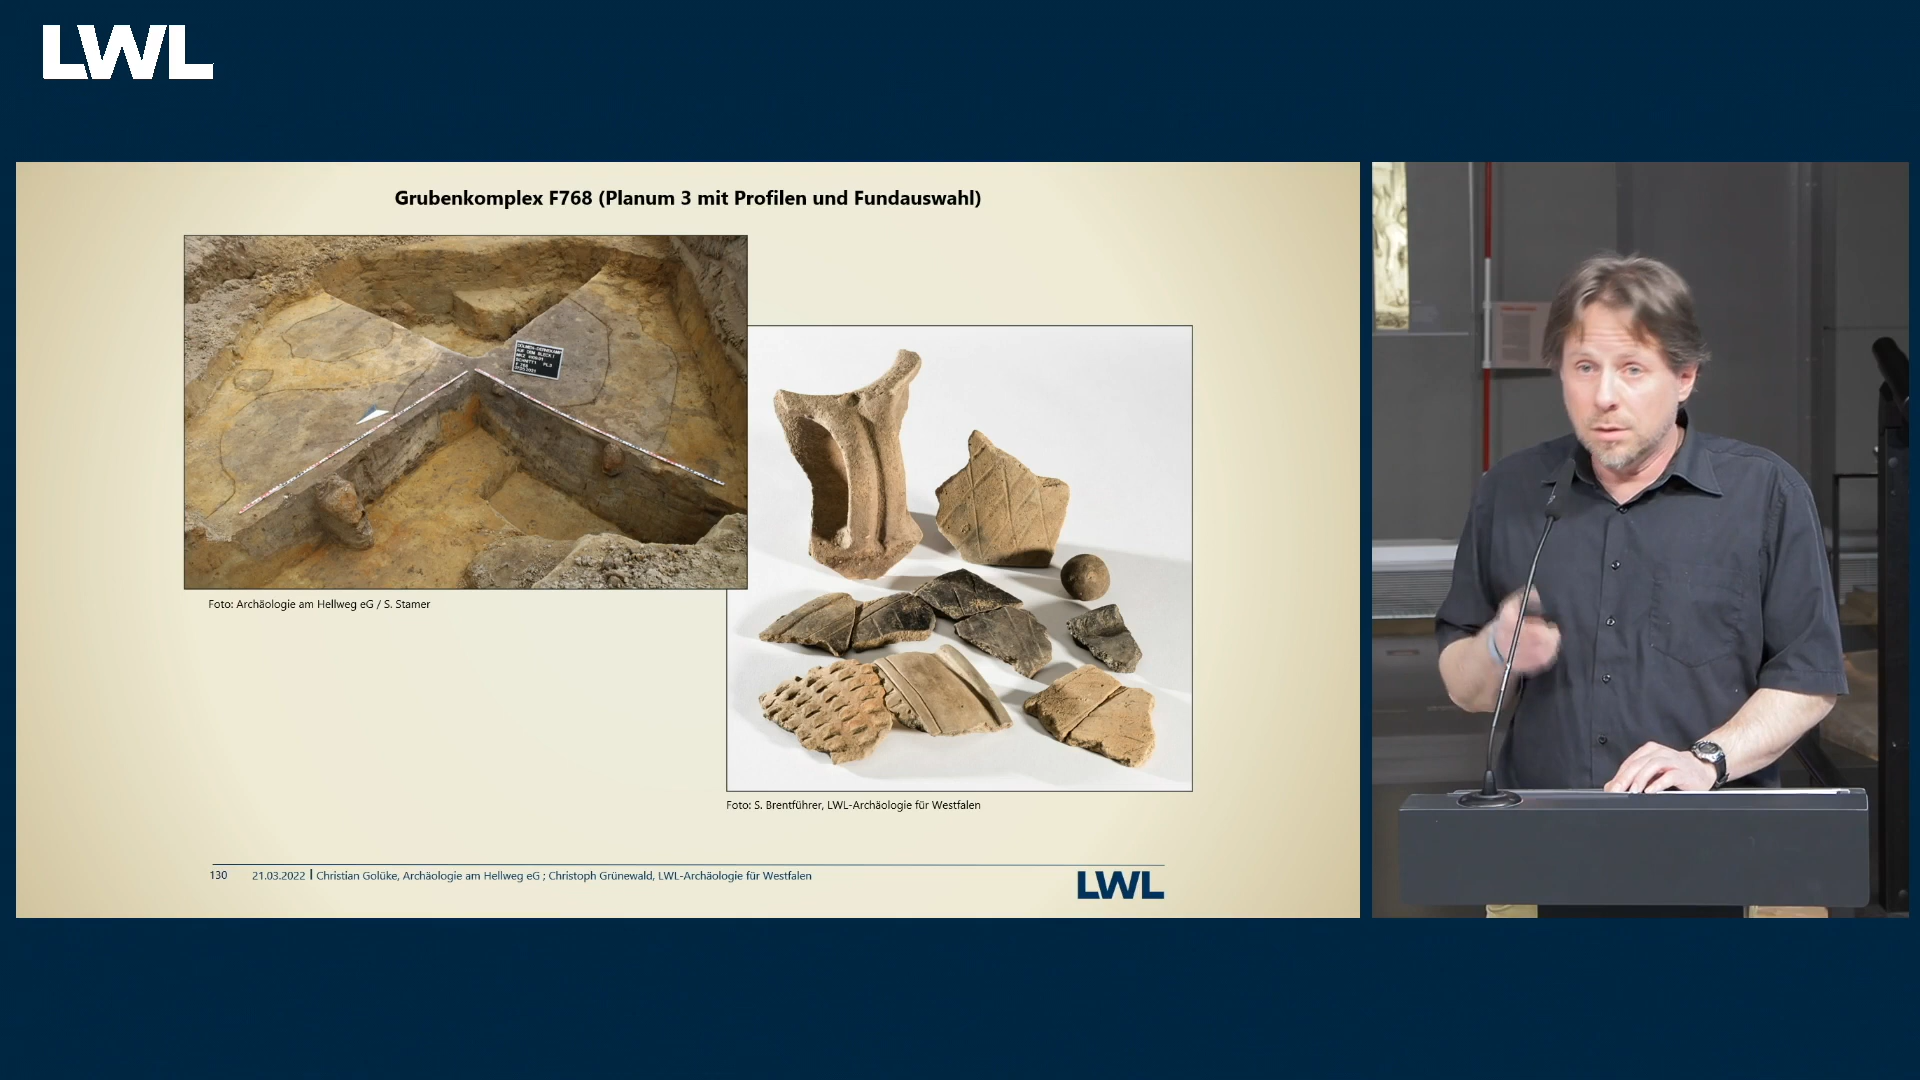 LWL
Grubenkomplex F768 (Planum 3 mit Profilen und Fundauswahl)
Foto: Archäologie am Hellweg eG / S. Stamer
Foto: S. Brentführer, LWL-Archäologie für Westfalen
130 21.03.2022 | Christian Golüke, Archäologie am Hellweg eG ; Christoph Grünewald, LWL-Archäologie für Westfalen
LWL